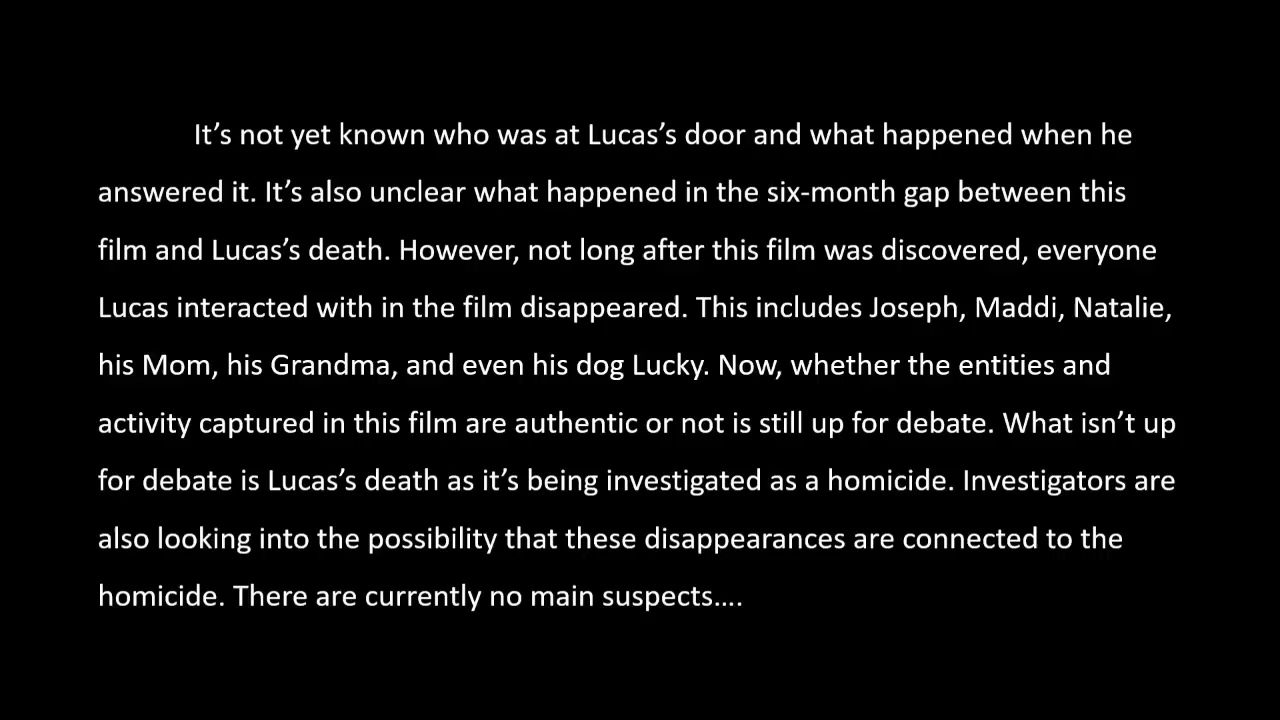 It’s not yet known who was at Lucas’s door and what happened when he
answered it. It’s also unclear what happened in the six-month gap between this
film and Lucas’s death. However, not long after this film was discovered, everyone
Lucas interacted with in the film disappeared. This includes Joseph, Maddi, Natalie,
his Mom, his Grandma, and even his dog Lucky. Now, whether the entities and
activity captured in this film are authentic or not is still up for debate. What isn’t up
for debate is Lucas’s death as it’s being investigated as a homicide. Investigators are
also looking into the possibility that these disappearances are connected to the
homicide. There are currently no main suspects….